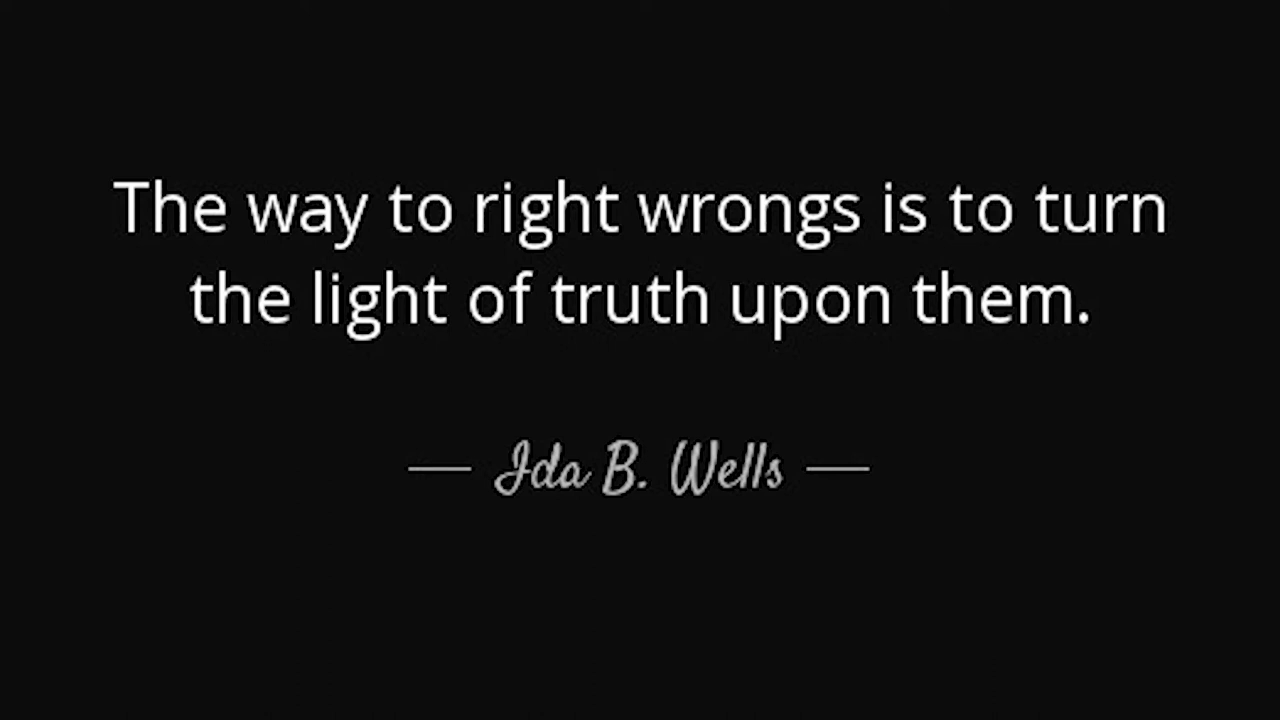 The way to right wrongs is to turn
the light of truth upon them.
— Ida B. Wells —